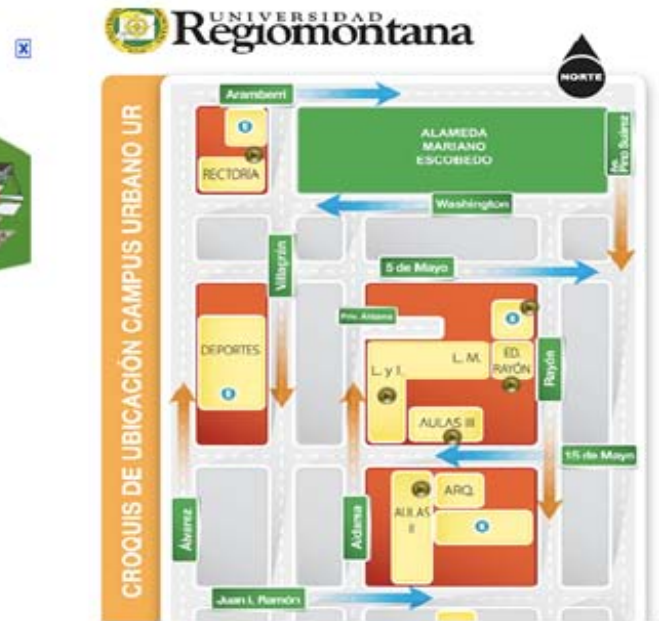 UNIVERSIDAD
Regiomontana
NORTE
CROQUIS DE UBICACIÓN CAMPUS URBANO UR
Aramberri
RECTORÍA
ALAMEDA
MARIANO
ESCOBEDO
Av.
Pino Suárez
Washington
Villagrán
5 de Mayo
Priv. Aldama
DEPORTES
L. y I.
L. M.
ED.
RAYÓN
Rayón
AULAS III
15 de Mayo
Álvarez
Aldama
AULAS
II
ARQ.
Juan I. Ramón
E
E
E
E